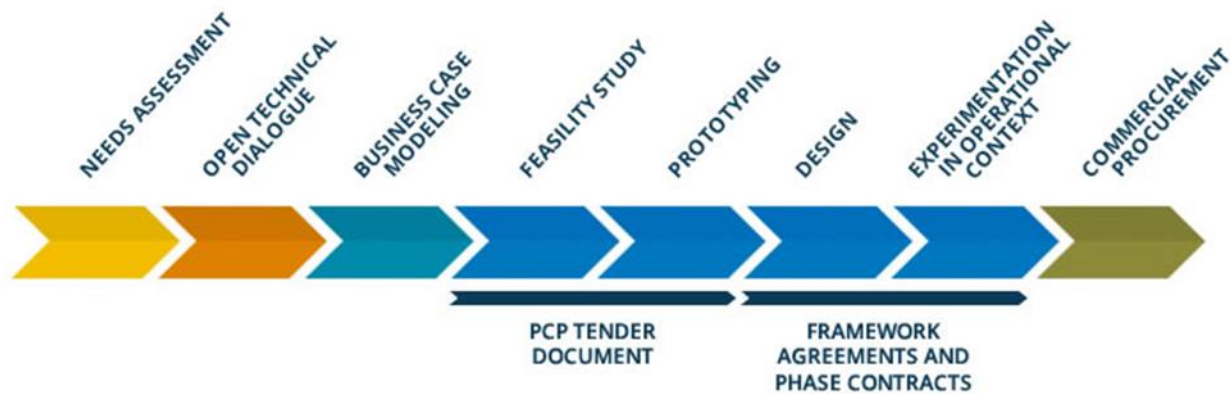 NEEDS ASSESSMENT
OPEN TECHNICAL
DIALOGUE
BUSINESS CASE
MODELING
FEASILITY STUDY
PROTOTYPING
DESIGN
EXPERIMENTATION
IN OPERATIONAL
CONTEXT
COMMERCIAL
PROCUREMENT
PCP TENDER
DOCUMENT
FRAMEWORK
AGREEMENTS AND
PHASE CONTRACTS